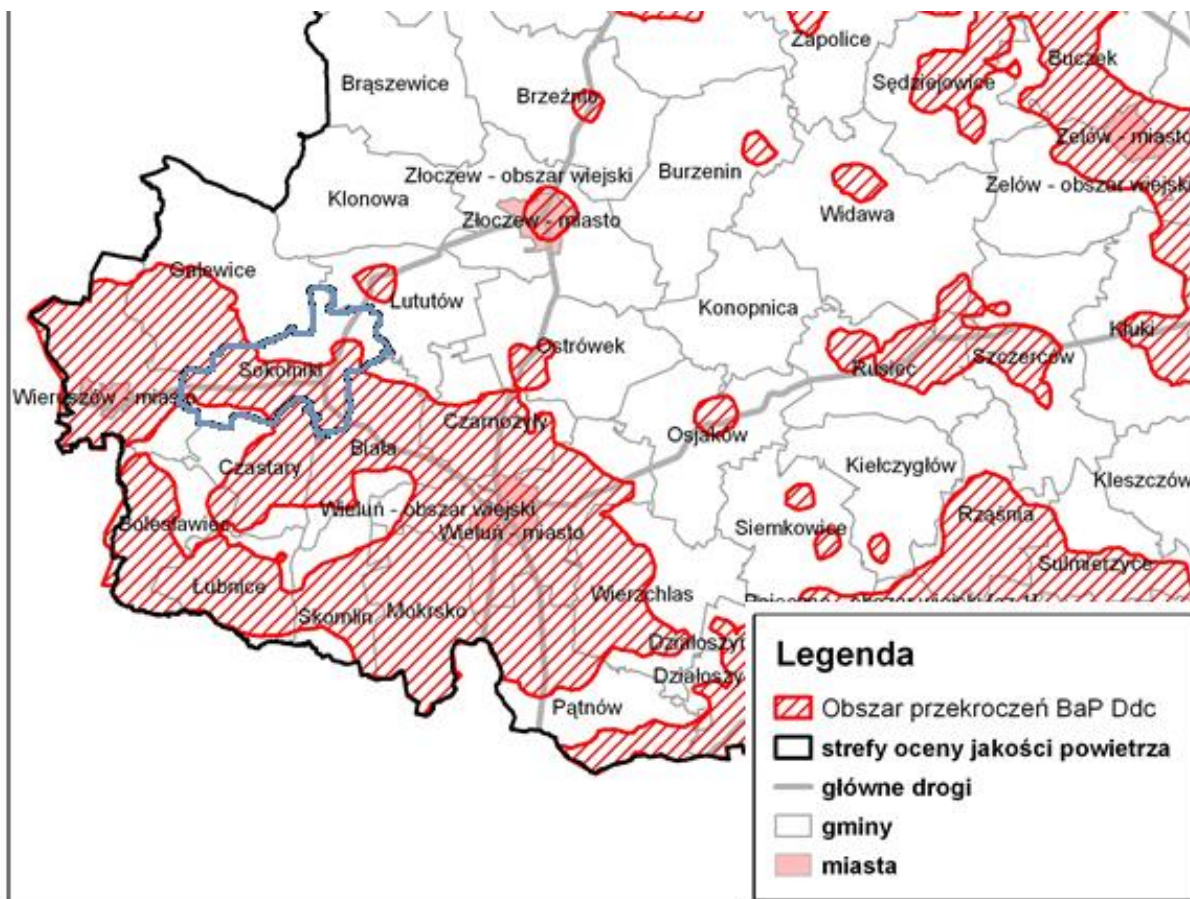 Zapolice
Buczek
Brąszewice
Sędziejowice
Brzeźnio
Zelów - miasto
Burzenin
Złoczew - obszar wiejski
Zelów - obszar wiejski
Klonowa
Widawa
Złoczew - miasto
Galewice
Lututów
Konopnica
Kluki
Ostrówek
Szczerców
Sokolniki
Rusiec
Wieruszów - miasto
Czarnożyły
Osjaków
Biała
Kiełczygłów
Czastary
Kleszczów
Wieluń - obszar wiejski
Rząśnia
Bolesławiec
Siemkowice
Wieluń - miasto
Sulmierzyce
Łubnice
Wierzchlas
Mokrsko
Skomlin
Działoszyn
Działoszy
Pątnów
Legenda
Obszar przekroczeń BaP Ddc
strefy oceny jakości powietrza
główne drogi
gminy
miasta